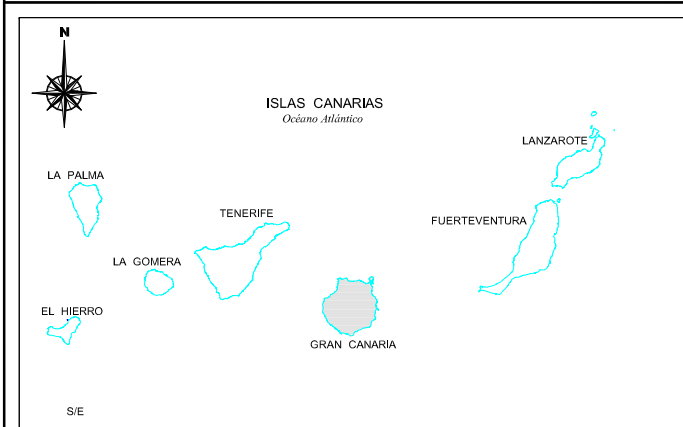 N
ISLAS CANARIAS
Océano Atlántico
LANZAROTE
LA PALMA
TENERIFE
FUERTEVENTURA
LA GOMERA
EL HIERRO
GRAN CANARIA
S/E